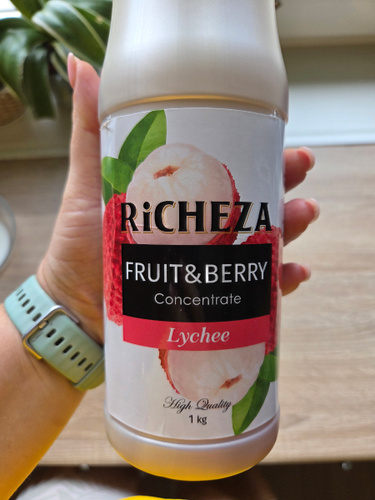 RiCHEZA
FRUIT&BERRY
Concentrate
Lychee
High Quality
1 kg